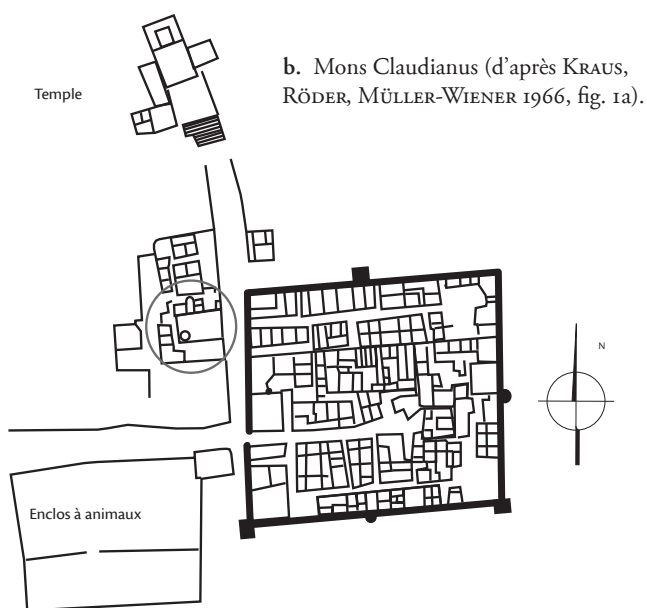 b. Mons Claudianus (d'après Kraus,
Röder, Müller-Wiener 1966, fig. 1a).
Temple
N
Enclos à animaux